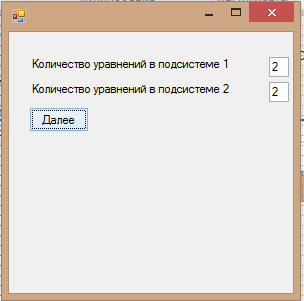 Количество уравнений в подсистеме 1 2
Количество уравнений в подсистеме 2 2
Далее